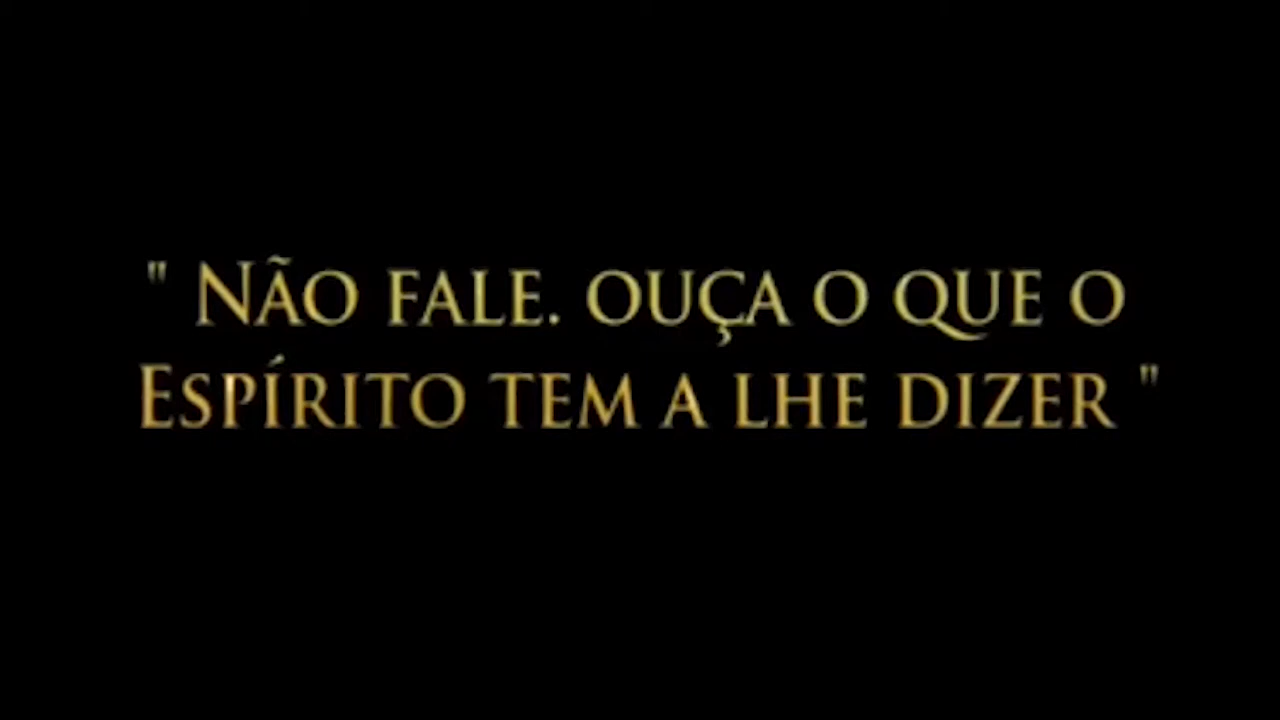 " Não fale. ouça o que o
Espírito tem a lhe dizer "